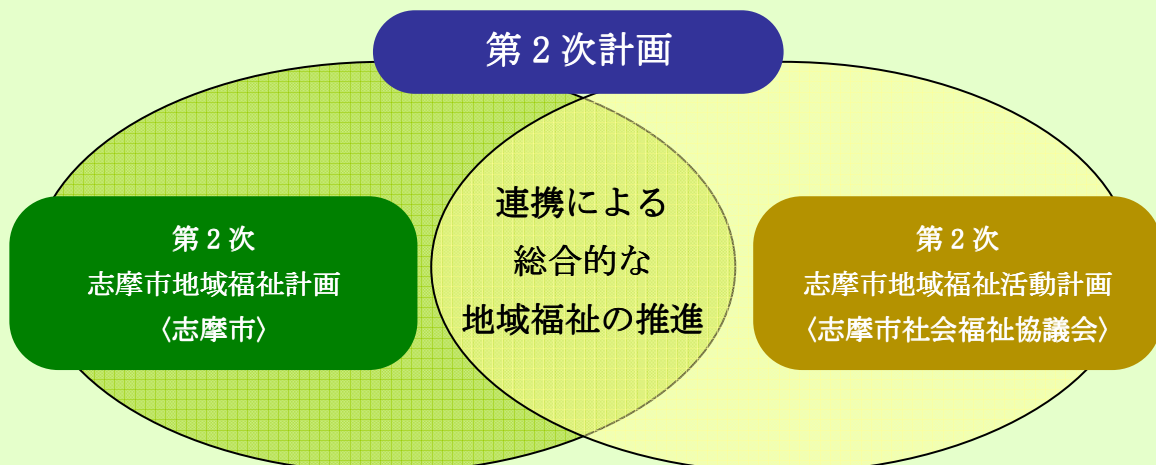 第2次計画
第2次
志摩市地域福祉計画
〈志摩市〉
連携による
総合的な
地域福祉の推進
第2次
志摩市地域福祉活動計画
〈志摩市社会福祉協議会〉